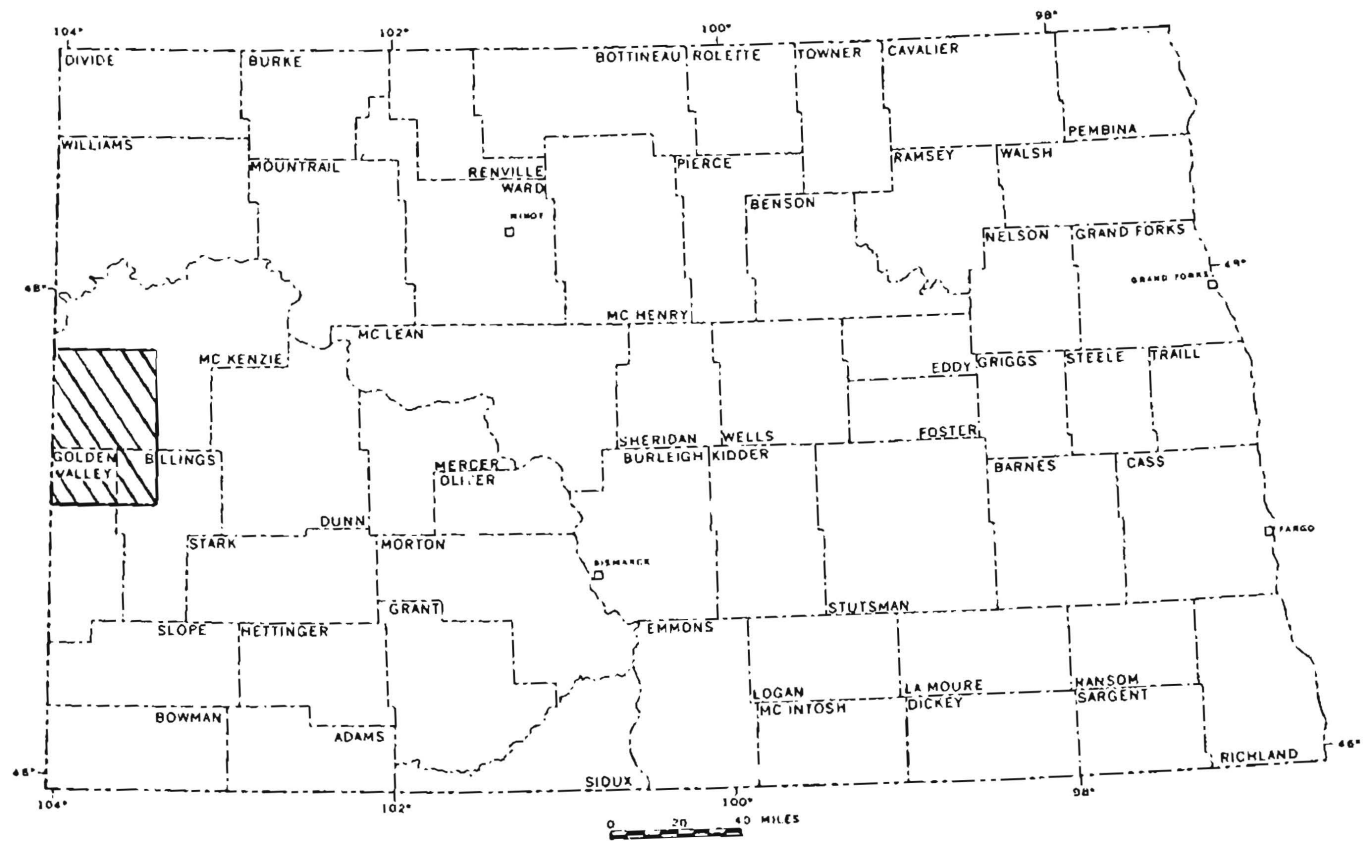 104° 102° 100° 98°
DIVIDE BURKE BOTTINEAU ROLETTE TOWNER CAVALIER
PEMBINA
WILLIAMS
MOUNTRAIL RENVILLE PIERCE RAMSEY WALSH
WARD
BENSON
MINOT
NELSON GRAND FORKS
48° 49°
GRAND FORKS
MC LEAN MC HENRY
MC KENZIE EDDY GRIGGS STEELE TRAILL
SHERIDAN WELLS FOSTER
GOLDEN BILLINGS BURLEIGH KIDDER
VALLEY MERCER BARNES CASS
OLIVER
DUNN
STARK MORTON FARGO
BISMARCK
GRANT STUTSMAN
SLOPE HETTINGER EMMONS
LOGAN LA MOURE RANSOM
BOWMAN MC INTOSH DICKEY SARGENT
ADAMS
46° 46°
SIOUX RICHLAND
104° 102° 100° 98°
0 20 40 MILES